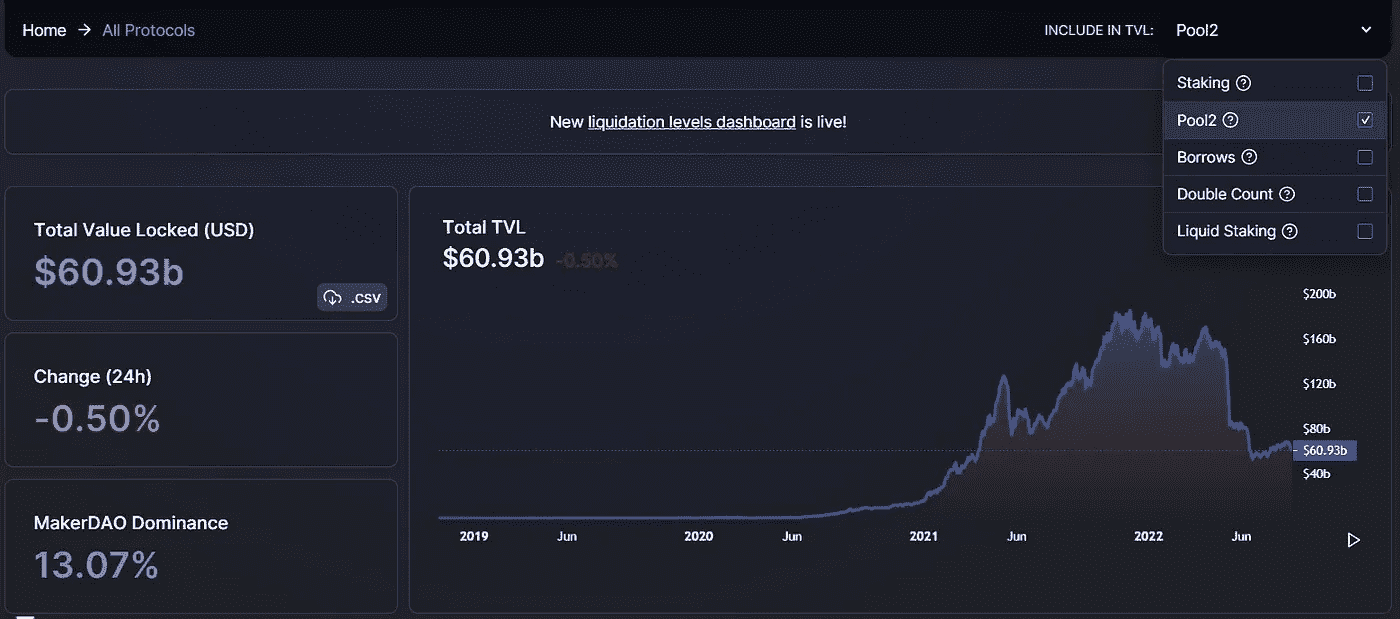 Home → All Protocols
INCLUDE IN TVL: Pool2
Staking
Pool2
Borrows
Double Count
Liquid Staking
New liquidation levels dashboard is live!
Total Value Locked (USD)
$60.93b
.CSV
Change (24h)
-0.50%
MakerDAO Dominance
13.07%
Total TVL
$60.93b -0.50%
$200b
$160b
$120b
$80b
$60.93b
$40b
2019 Jun 2020 Jun 2021 Jun 2022 Jun